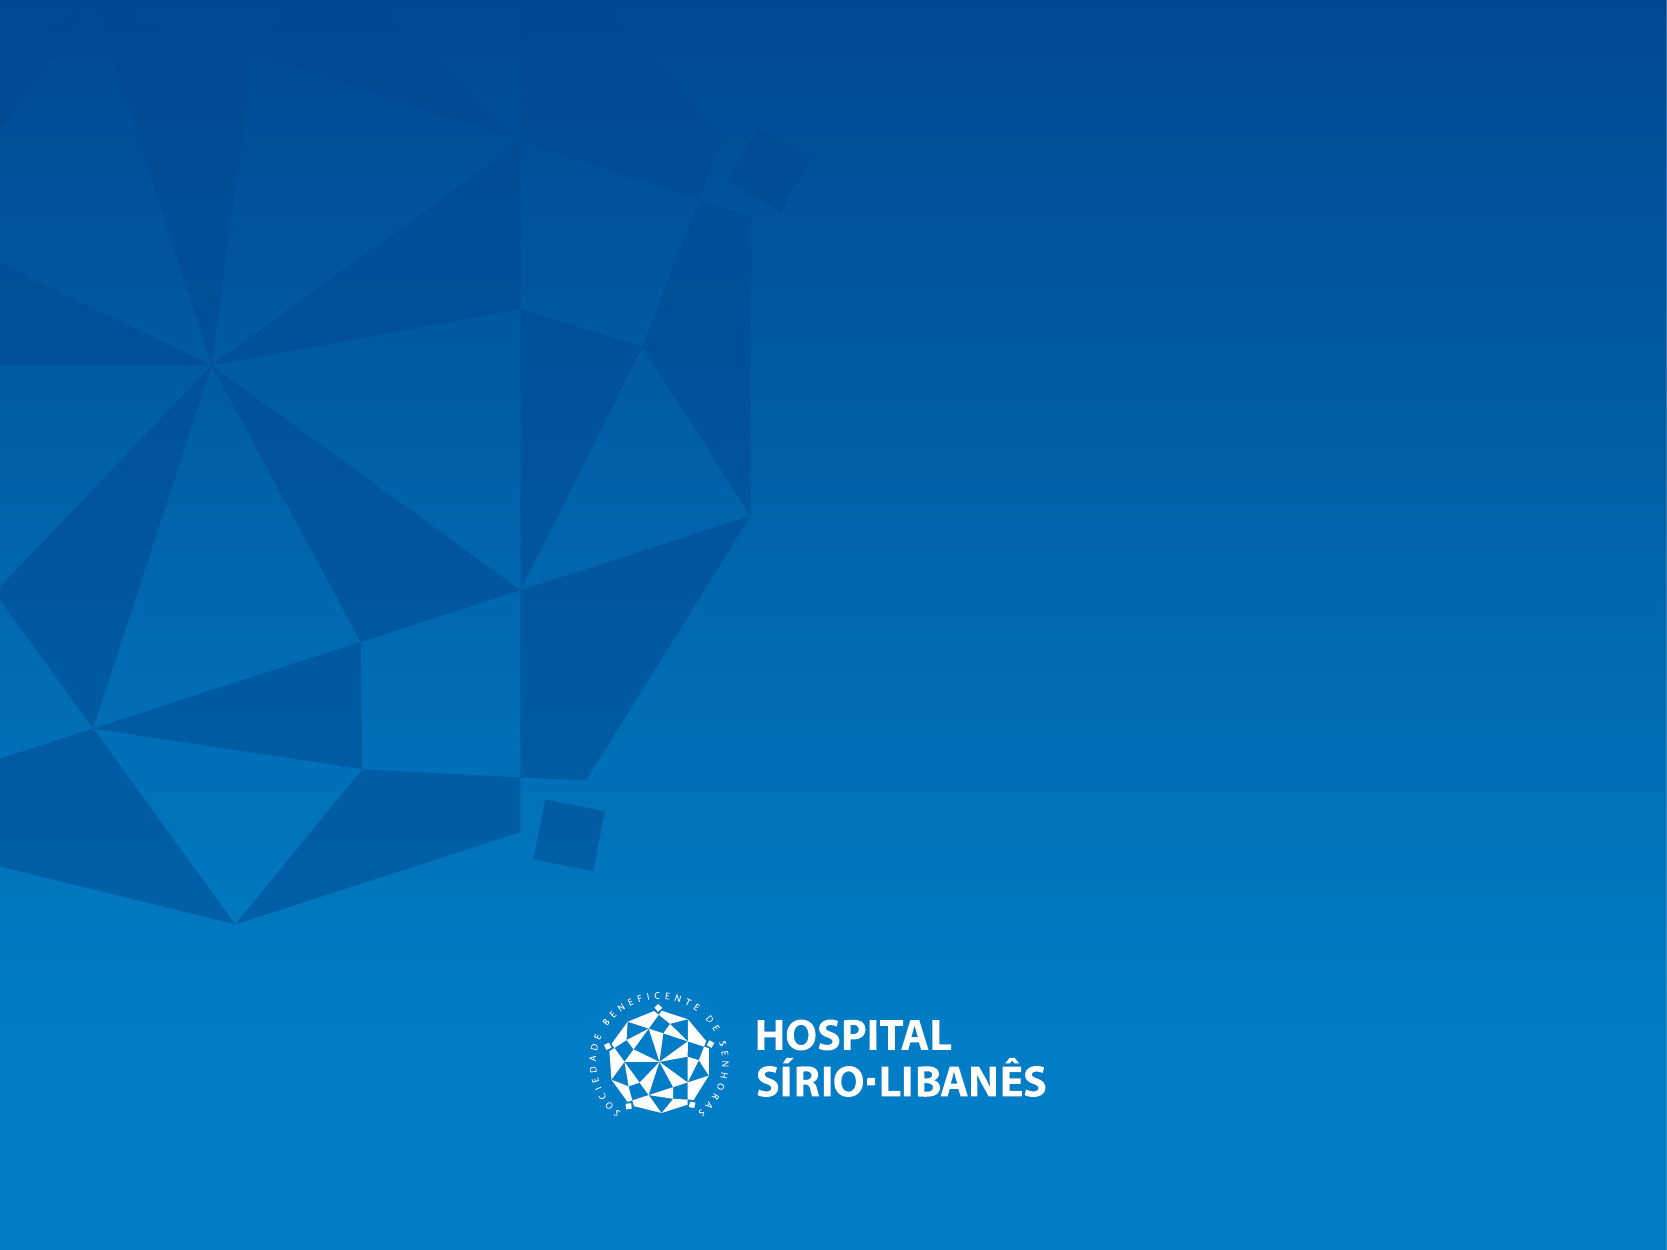 SOCIEDADE BENEFICENTE DE SENHORAS
HOSPITAL
SÍRIO-LIBANÊS